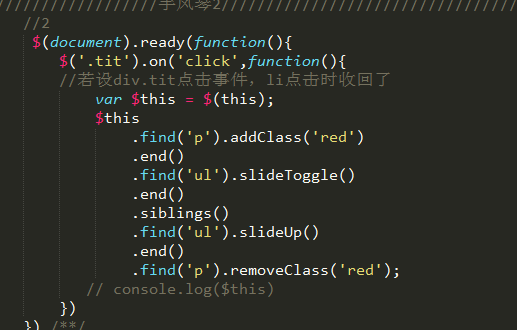 //////////////////手风琴2//////////////////////////////////
//2
$(document).ready(function(){
$('.tit').on('click',function(){
//若设div.tit点击事件，li点击时收回了
var $this = $(this);
$this
.find('p').addClass('red')
.end()
.find('ul').slideToggle()
.end()
.siblings()
.find('ul').slideUp()
.end()
.find('p').removeClass('red');
// console.log($this)
})
}) /**/